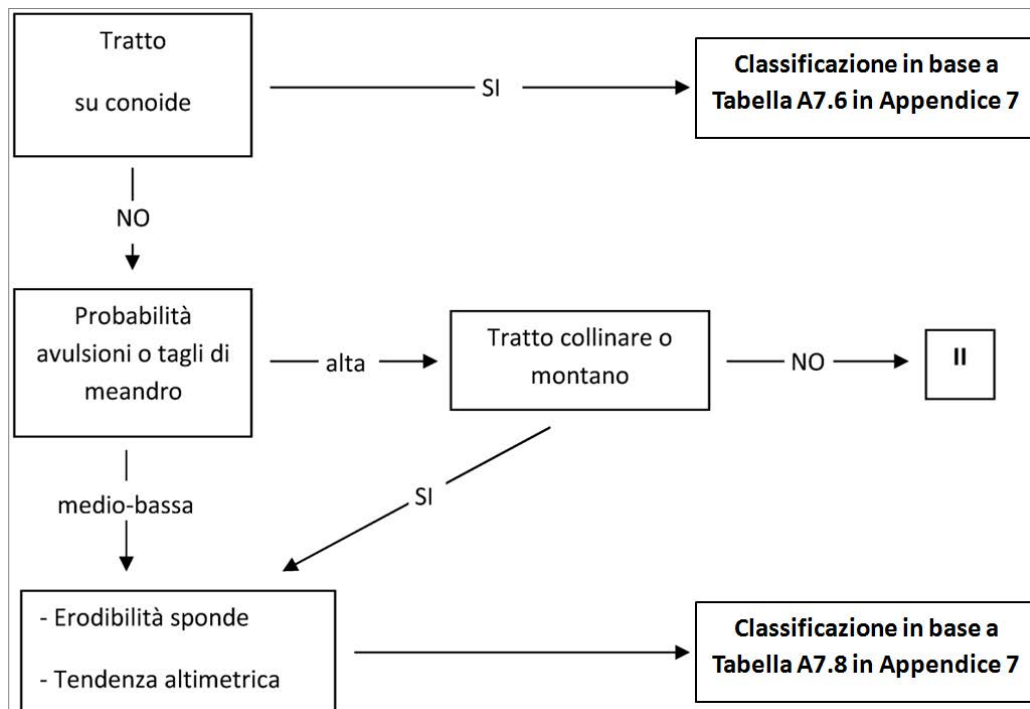 Tratto
su conoide
SI
Classificazione in base a
Tabella A7.6 in Appendice 7
NO
Probabilità
avulsioni o tagli di
meandro
alta
Tratto collinare o
montano
NO
II
medio-bassa
SI
- Erodibilità sponde
- Tendenza altimetrica
Classificazione in base a
Tabella A7.8 in Appendice 7